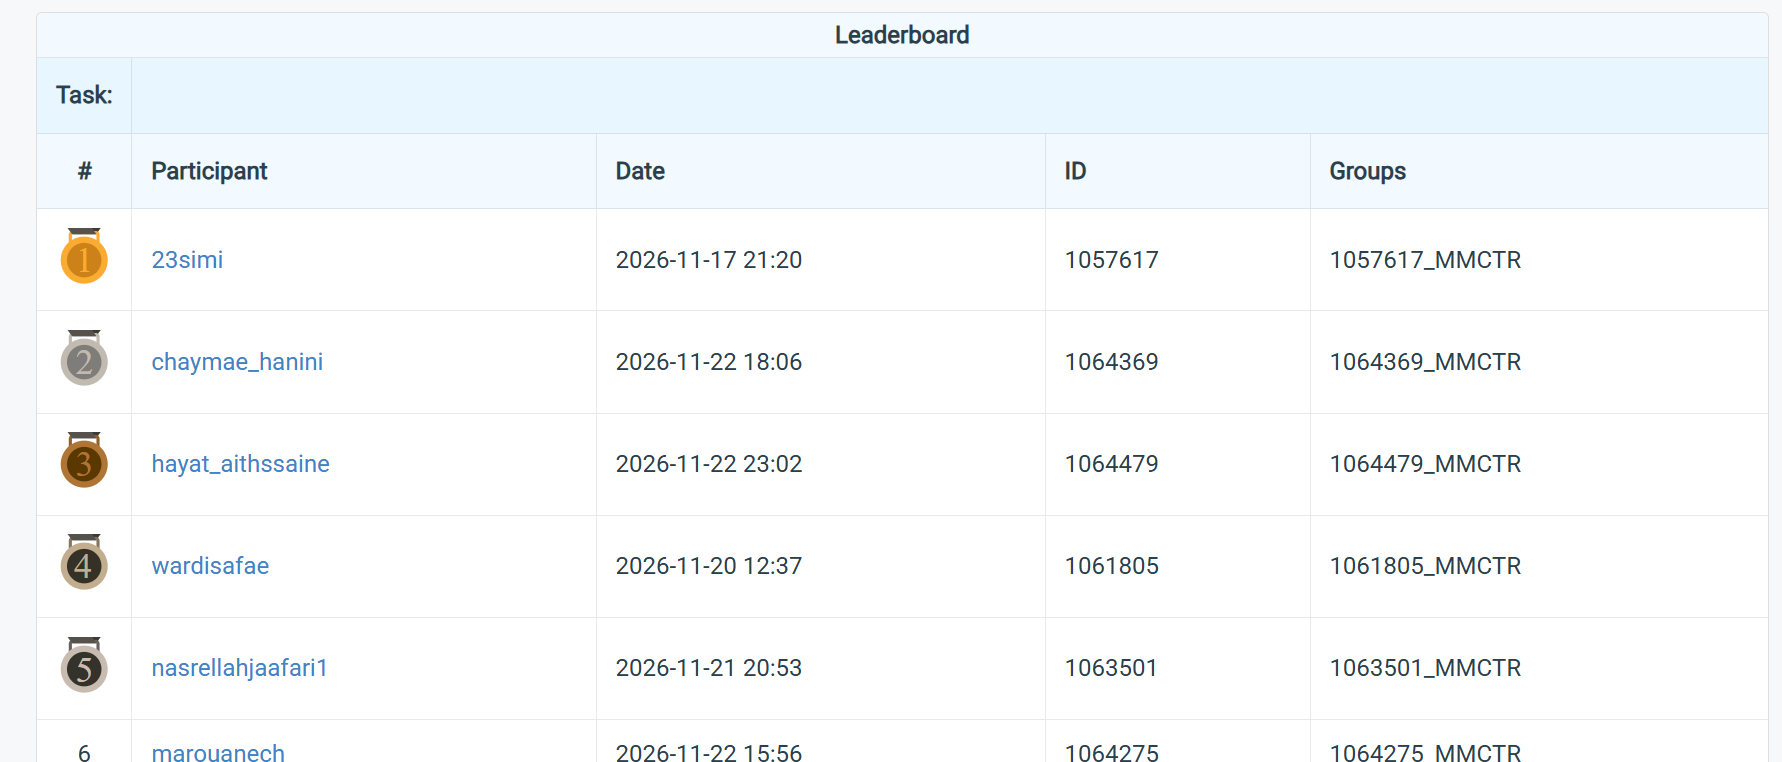 Leaderboard
Task:
# Participant Date ID Groups
1 23simi 2026-11-17 21:20 1057617 1057617_MMCTR
2 chaymae_hanini 2026-11-22 18:06 1064369 1064369_MMCTR
3 hayat_aithssaine 2026-11-22 23:02 1064479 1064479_MMCTR
4 wardisafae 2026-11-20 12:37 1061805 1061805_MMCTR
5 nasrellahjaafari1 2026-11-21 20:53 1063501 1063501_MMCTR
6 marouanech 2026-11-22 15:56 1064275 1064275_MMCTR